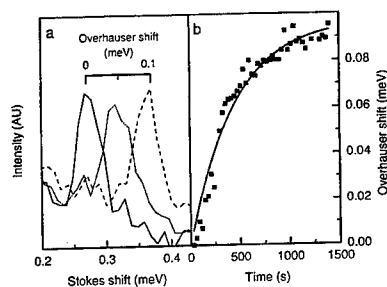 a
Overhauser shift
(meV)
0 0.1
Intensity (AU)
0.2 0.3 0.4
Stokes shift (meV)
b
0.08
0.06
0.04
0.02
0.00
Overhauser shift (meV)
0 500 1000 1500
Time (s)